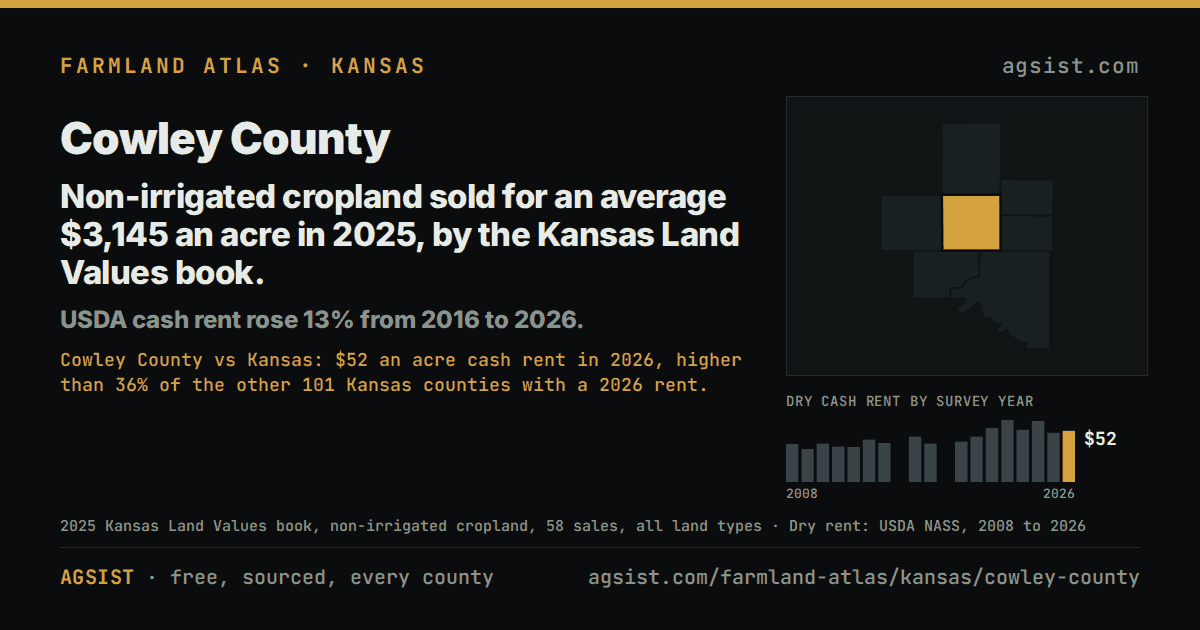 FARMLAND ATLAS · KANSAS
agsist.com
Cowley County
Non-irrigated cropland sold for an average
$3,145 an acre in 2025, by the Kansas Land
Values book.
USDA cash rent rose 13% from 2016 to 2026.
Cowley County vs Kansas: $52 an acre cash rent in 2026, higher
than 36% of the other 101 Kansas counties with a 2026 rent.
DRY CASH RENT BY SURVEY YEAR
$52
2008 2026
2025 Kansas Land Values book, non-irrigated cropland, 58 sales, all land types · Dry rent: USDA NASS, 2008 to 2026
AGSIST · free, sourced, every county
agsist.com/farmland-atlas/kansas/cowley-county